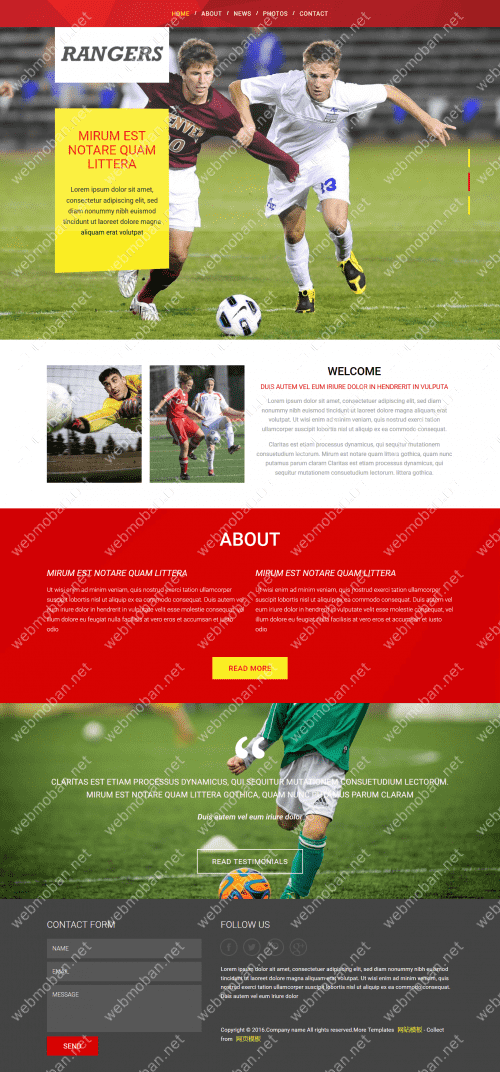 HOME / ABOUT / NEWS / PHOTOS / CONTACT
RANGERS
MIRUM EST
NOTARE QUAM
LITTERA
Lorem ipsum dolor sit amet,
consectetuer adipiscing elit, sed
diam nonummy nibh euismod
tincidunt ut laoreet dolore magna
aliquam erat volutpat
WELCOME
DUIS AUTEM VEL EUM IRIURE DOLOR IN HENDRERIT IN VULPUTA
Lorem ipsum dolor sit amet, consectetuer adipiscing elit, sed diam
nonummy nibh euismod tincidunt ut laoreet dolore magna aliquam erat
volutpat. Ut wisi enim ad minim veniam, quis nostrud exerci tation
ullamcorper suscipit lobortis nisl ut aliquip ex ea commodo consequat.
Claritas est etiam processus dynamicus, qui sequitur mutationem
consuetudium lectorum. Mirum est notare quam littera gothica, quam nunc
putamus parum claram Claritas est etiam processus dynamicus, qui
sequitur mutationem consuetudium lectorum. littera gothica.
ABOUT
MIRUM EST NOTARE QUAM LITTERA
Ut wisi enim ad minim veniam, quis nostrud exerci tation ullamcorper
suscipit lobortis nisl ut aliquip ex ea commodo consequat. Duis autem vel
eum iriure dolor in hendrerit in vulputate velit esse molestie consequat, vel
illum dolore eu feugiat nulla facilisis at vero eros et accumsan et iusto
odio
MIRUM EST NOTARE QUAM LITTERA
Ut wisi enim ad minim veniam, quis nostrud exerci tation ullamcorper
suscipit lobortis nisl ut aliquip ex ea commodo consequat. Duis autem vel
eum iriure dolor in hendrerit in vulputate velit esse molestie consequat, vel
illum dolore eu feugiat nulla facilisis at vero eros et accumsan et iusto
odio
READ MORE
CLARITAS EST ETIAM PROCESSUS DYNAMICUS, QUI SEQUITUR MUTATIONEM CONSUETUDIUM LECTORUM.
MIRUM EST NOTARE QUAM LITTERA GOTHICA, QUAM NUNC PUTAMUS PARUM CLARAM
Duis autem vel eum iriure dolor
READ TESTIMONIALS
CONTACT FORM
NAME
EMAIL
MESSAGE
SEND
FOLLOW US
Lorem ipsum dolor sit amet, consectetuer adipiscing elit, sed diam nonummy nibh
euismod tincidunt ut laoreet dolore magna aliquam erat volutpat. Ut wisi enim ad minim veniam, quis
nostrud exerci tation ullamcorper suscipit lobortis nisl ut aliquip ex ea commodo consequat.
Duis autem vel eum iriure dolor
Copyright © 2016.Company name All rights reserved.More Templates 网站模板 - Collect
from 网页模板
webmoban.net